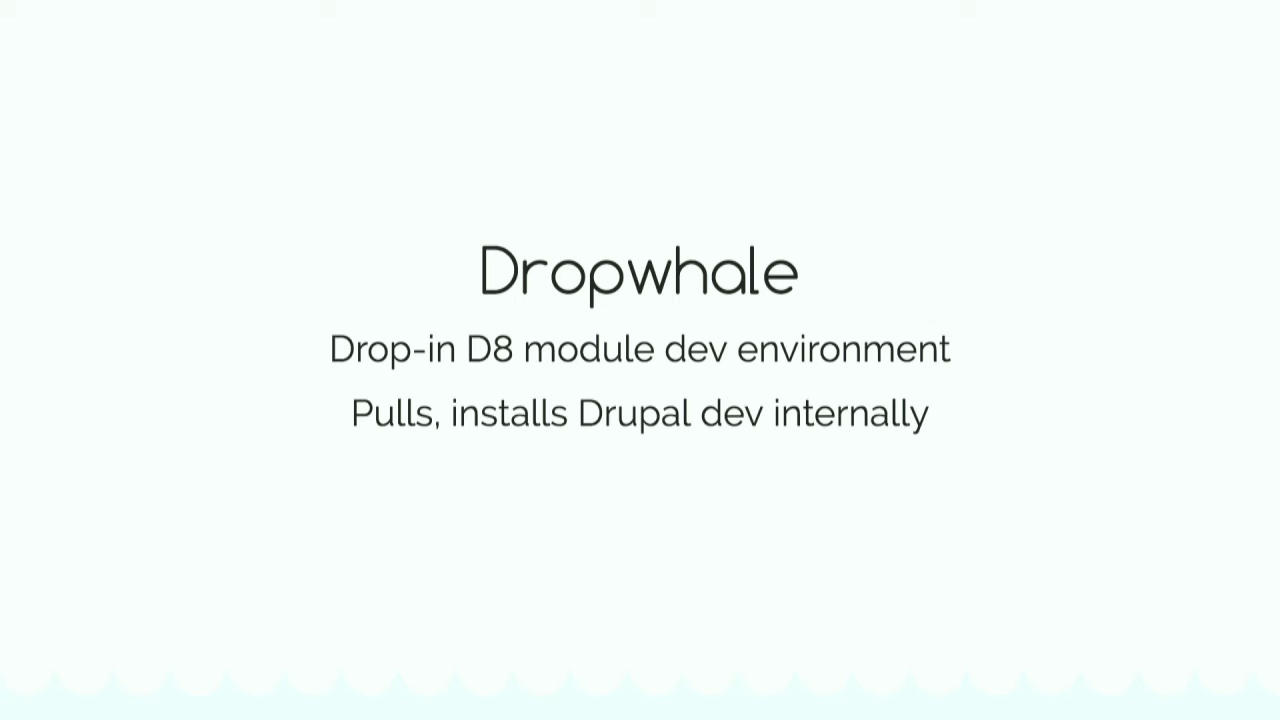 Dropwhale
Drop-in D8 module dev environment
Pulls, installs Drupal dev internally